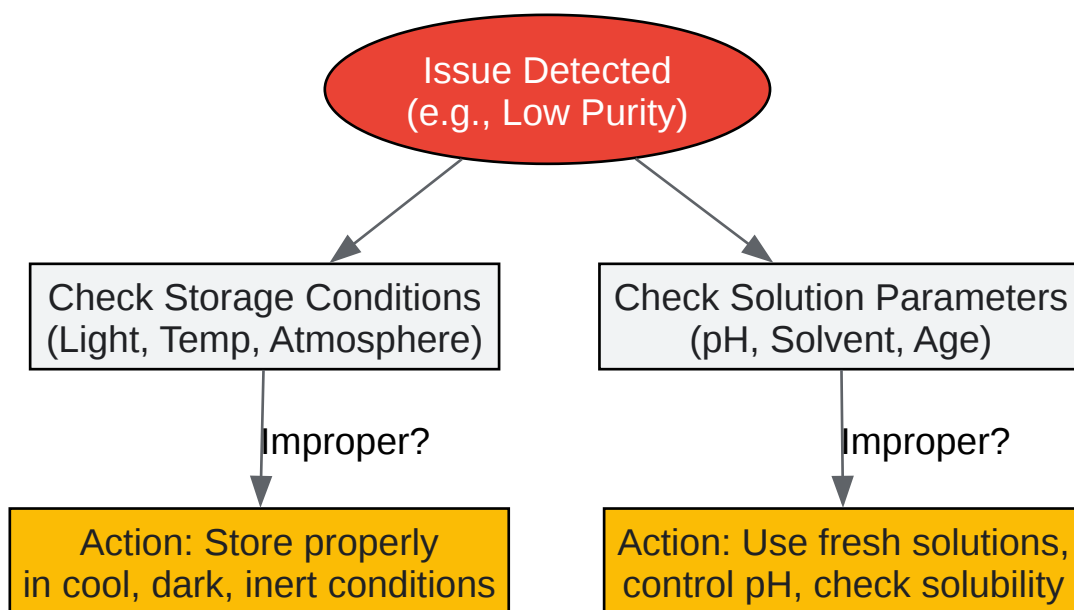 Issue Detected
(e.g., Low Purity)
Check Storage Conditions
(Light, Temp, Atmosphere)
Check Solution Parameters
(pH, Solvent, Age)
Improper?
Improper?
Action: Store properly
in cool, dark, inert conditions
Action: Use fresh solutions,
control pH, check solubility